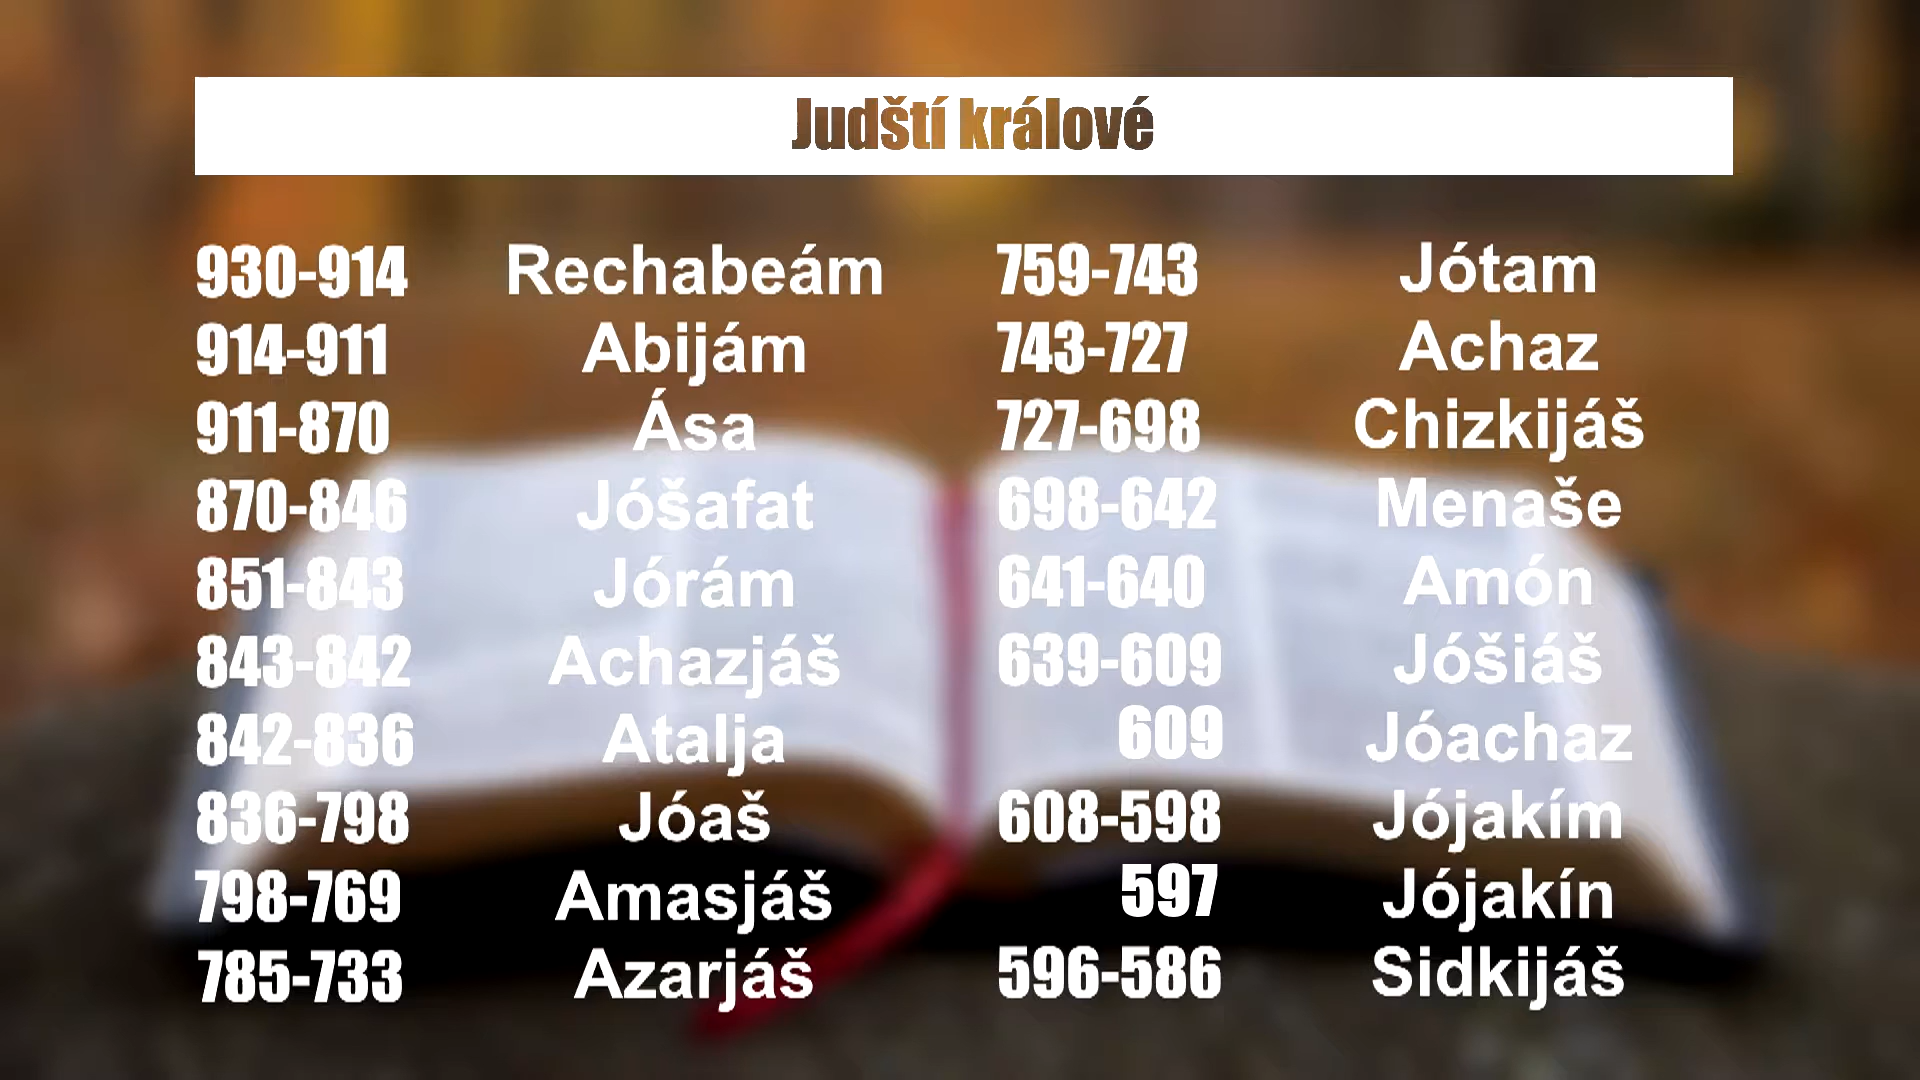 Judští králové
930-914 Rechabeám
914-911 Abijám
911-870 Ása
870-846 Jóšafat
851-843 Jórám
843-842 Achazjáš
842-836 Atalja
836-798 Jóaš
798-769 Amasjáš
785-733 Azarjáš
759-743 Jótam
743-727 Achaz
727-698 Chizkijáš
698-642 Menaše
641-640 Amón
639-609 Jóšiáš
609 Jóachaz
608-598 Jójakím
597 Jójakín
596-586 Sidkijáš